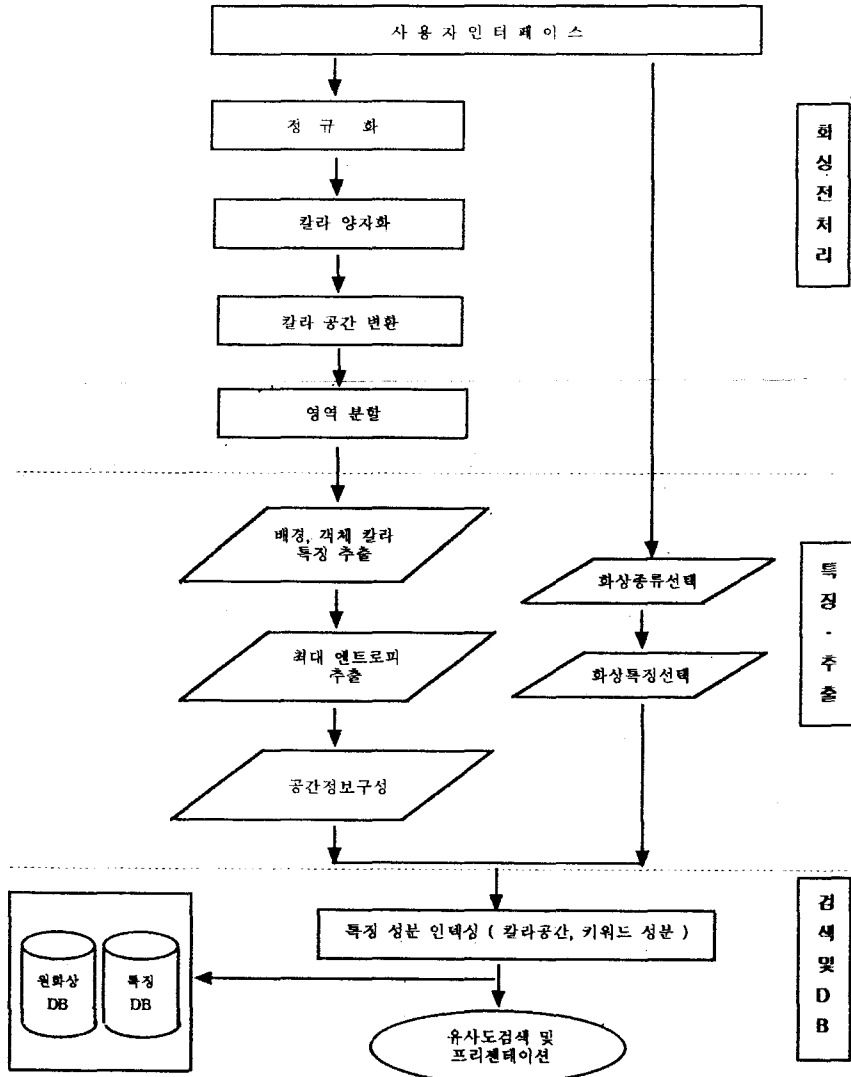 사용자인터페이스
정 규 화
칼라 양자화
칼라 공간 변환
영역 분할
화싱전처리
배경, 객체 칼라
특징 추출
최대 엔트로피
추출
공간정보구성
화상종류선택
화상특징선택
특징·추출
특징 성분 인덱싱 ( 칼라공간, 키워드 성분 )
원화상
DB
특징
DB
유사도검색 및
프리젠테이션
검색및DB